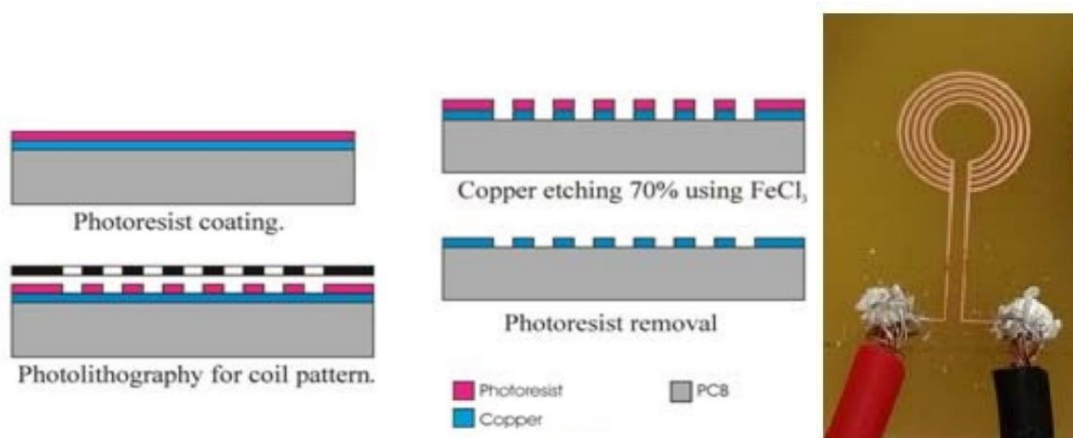 Photoresist coating.
Photolithography for coil pattern.
Copper etching 70% using FeCl₃
Photoresist removal
Photoresist
Copper
PCB